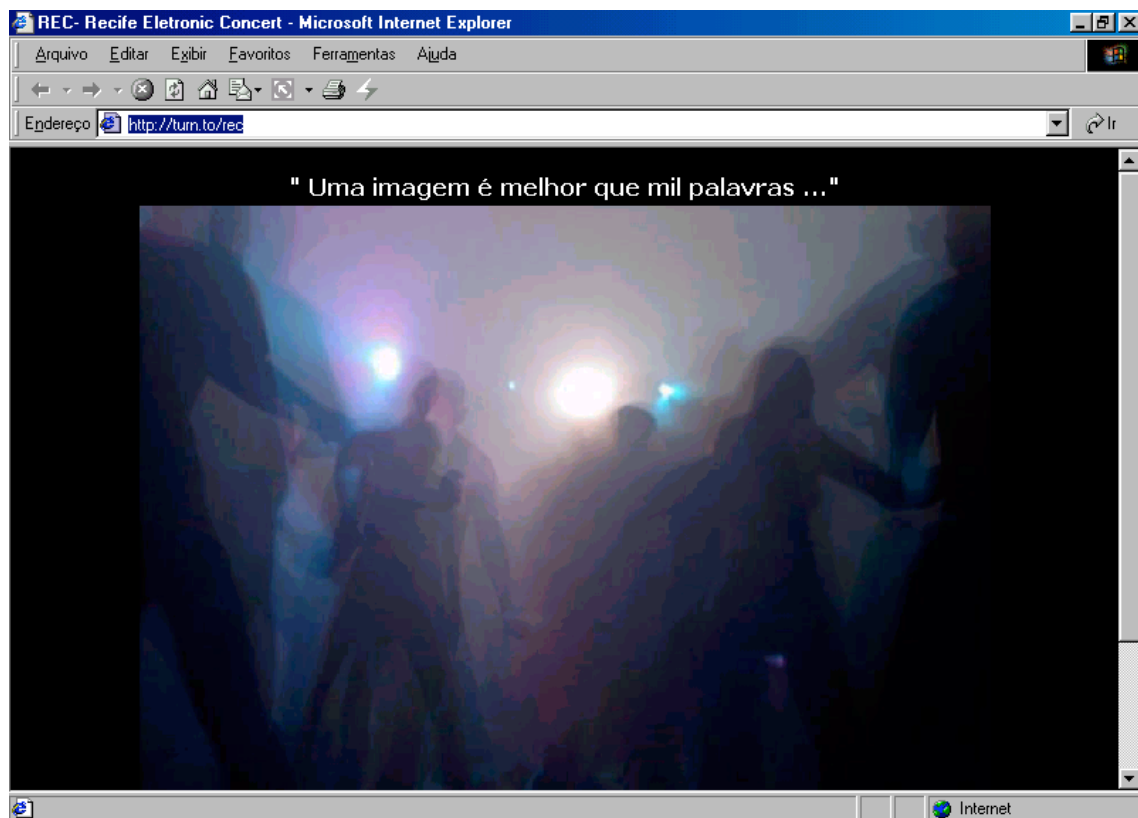 REC- Recife Eletronic Concert - Microsoft Internet Explorer
Arquivo Editar Exibir Favoritos Ferramentas Ajuda
Endereço http://turn.to/rec Ir
" Uma imagem é melhor que mil palavras ..."
Internet